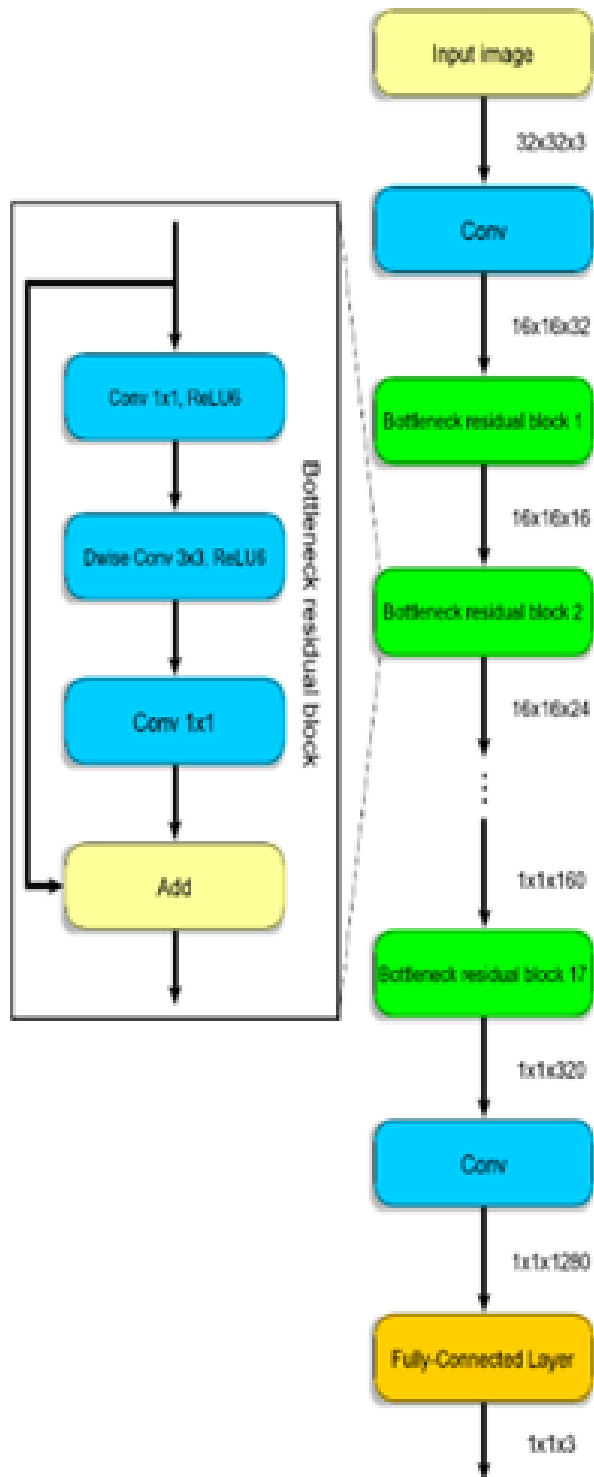 Input image
32x32x3
Conv
16x16x32
Bottleneck residual block 1
16x16x16
Bottleneck residual block 2
16x16x24
1x1x160
Bottleneck residual block 17
1x1x320
Conv
1x1x1280
Fully-Connected Layer
1x1x3
Conv 1x1, ReLU6
Dwise Conv 3x3, ReLU6
Conv 1x1
Add
Bottleneck residual block